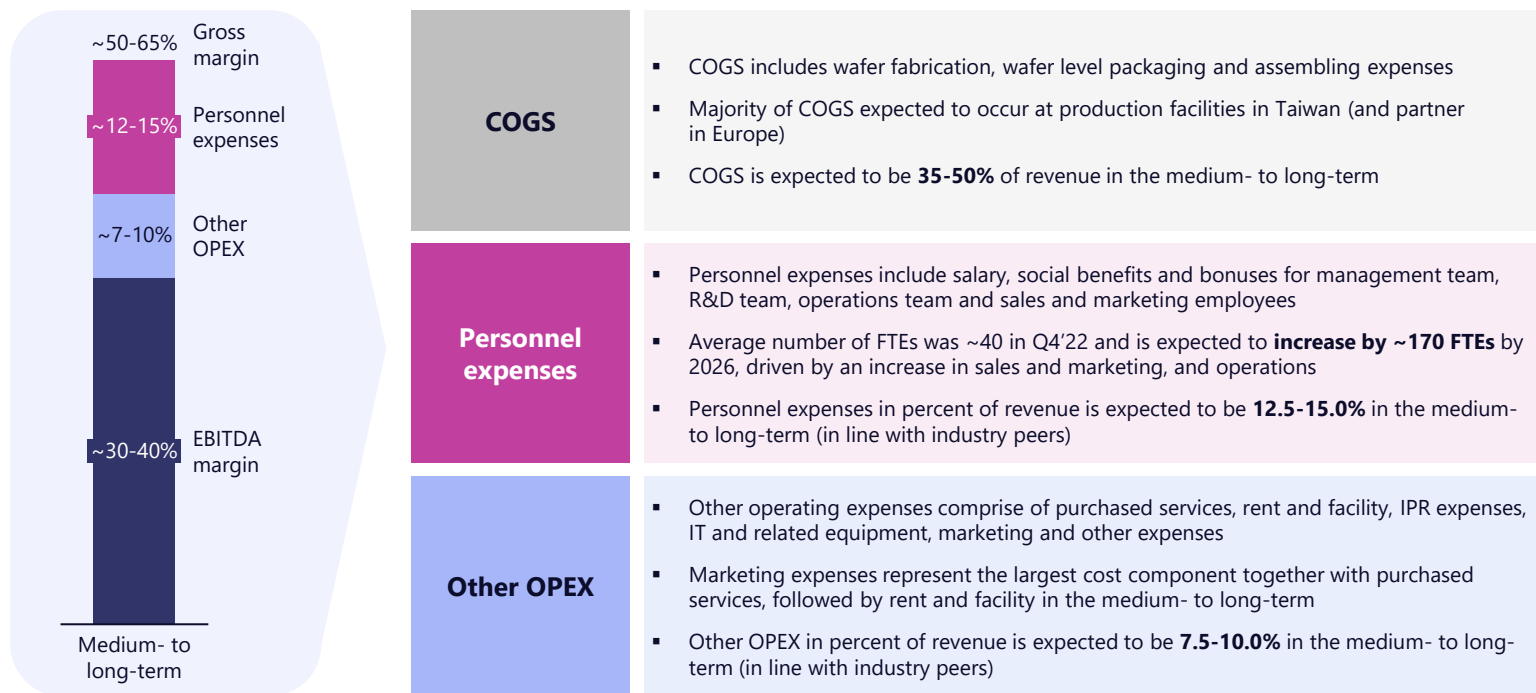 ~50-65%
Gross
margin
~12-15%
Personnel
expenses
~7-10%
Other
OPEX
~30-40%
EBITDA
margin
Medium- to
long-term
COGS
▪ COGS includes wafer fabrication, wafer level packaging and assembling expenses
▪ Majority of COGS expected to occur at production facilities in Taiwan (and partner
in Europe)
▪ COGS is expected to be 35-50% of revenue in the medium- to long-term
Personnel
expenses
▪ Personnel expenses include salary, social benefits and bonuses for management team,
R&D team, operations team and sales and marketing employees
▪ Average number of FTEs was ~40 in Q4’22 and is expected to increase by ~170 FTEs by
2026, driven by an increase in sales and marketing, and operations
▪ Personnel expenses in percent of revenue is expected to be 12.5-15.0% in the medium-
to long-term (in line with industry peers)
Other OPEX
▪ Other operating expenses comprise of purchased services, rent and facility, IPR expenses,
IT and related equipment, marketing and other expenses
▪ Marketing expenses represent the largest cost component together with purchased
services, followed by rent and facility in the medium- to long-term
▪ Other OPEX in percent of revenue is expected to be 7.5-10.0% in the medium- to long-
term (in line with industry peers)